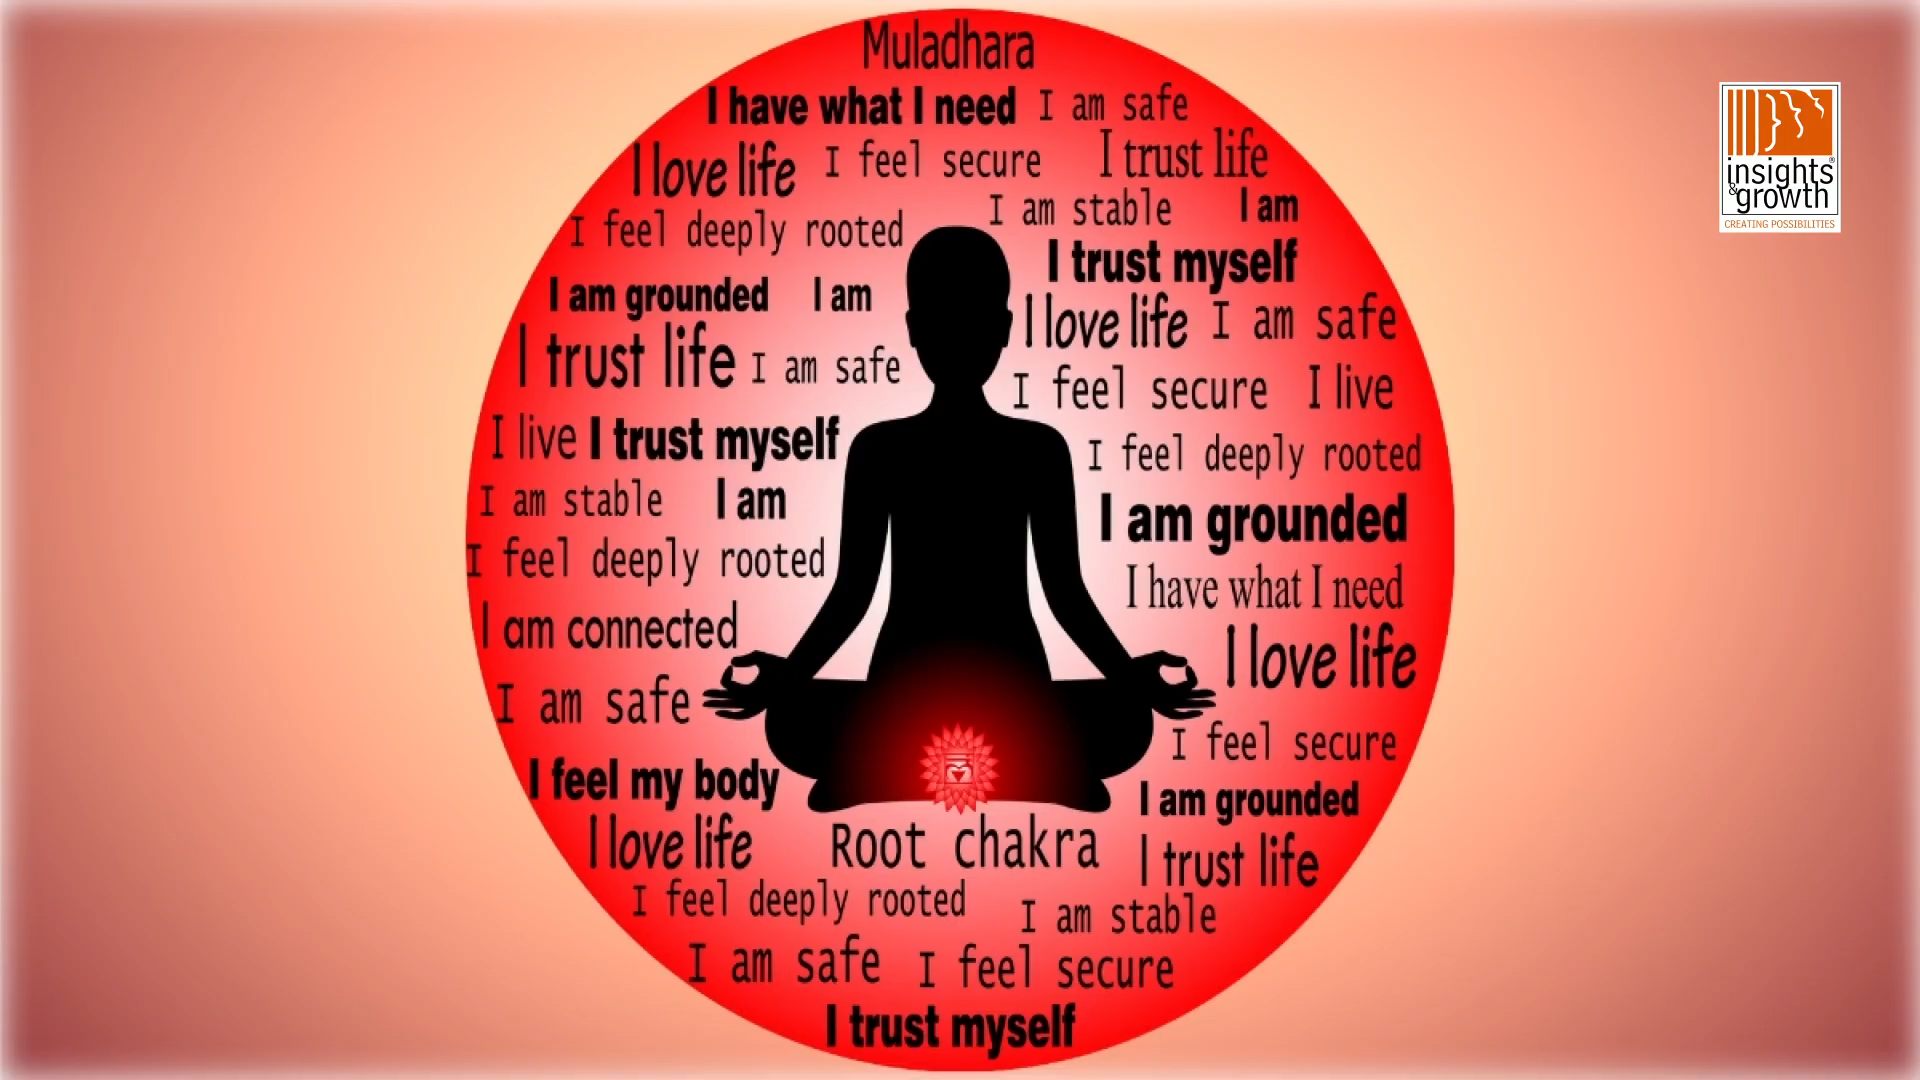 Muladhara
I have what I need I am safe
I love life I feel secure I trust life
I feel deeply rooted I am stable I am
I trust myself
I am grounded I am
I love life I am safe
I trust life I am safe
I feel secure I live
I live I trust myself
I feel deeply rooted
I am stable I am
I am grounded
I feel deeply rooted
I have what I need
I am connected
I love life
I am safe
I feel secure
I feel my body
I am grounded
I love life Root chakra I trust life
I feel deeply rooted I am stable
I am safe I feel secure
I trust myself
insights®
&growth
CREATING POSSIBILITIES